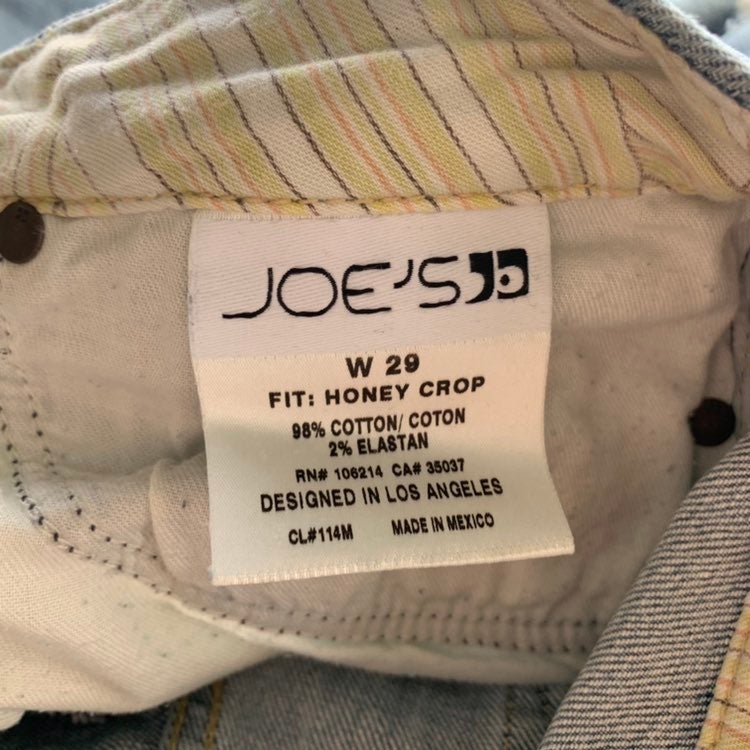 JOE'S
W 29
FIT: HONEY CROP
98% COTTON/ COTON
2% ELASTAN
RN# 106214 CA# 35037
DESIGNED IN LOS ANGELES
CL#114M MADE IN MEXICO